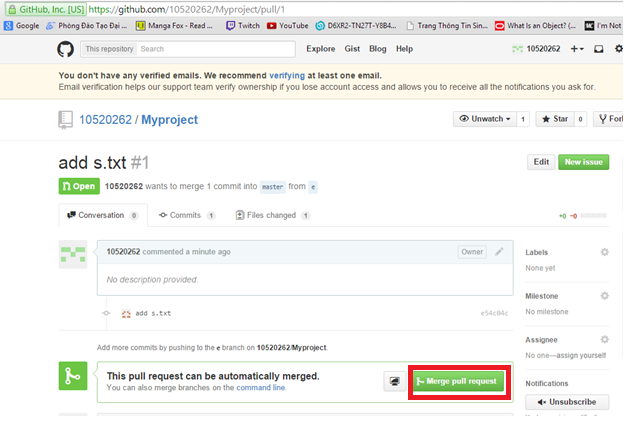 GitHub, Inc. [US] https://github.com/10520262/Myproject/pull/1
Google Phòng Đào Tạo Đại ... Manga Fox - Read ... Twitch YouTube D6XR2-TN27T-Y8B4... Trang Thông Tin Sin... What Is an Object? (... I'm Not
This repository Search Explore Gist Blog Help 10520262
You don't have any verified emails. We recommend verifying at least one email.
Email verification helps our support team verify ownership if you lose account access and allows you to receive all the notifications you ask for.
10520262 / Myproject Unwatch 1 Star 0 Fork
add s.txt #1 Edit New issue
Open 10520262 wants to merge 1 commit into master from e
Conversation 0 Commits 1 Files changed 1 +0 −0
10520262 commented a minute ago Owner
No description provided.
add s.txt e54c04c
Labels
None yet
Milestone
No milestone
Assignee
No one—assign yourself
Notifications
Unsubscribe
Add more commits by pushing to the e branch on 10520262/Myproject.
This pull request can be automatically merged.
You can also merge branches on the command line.
Merge pull request